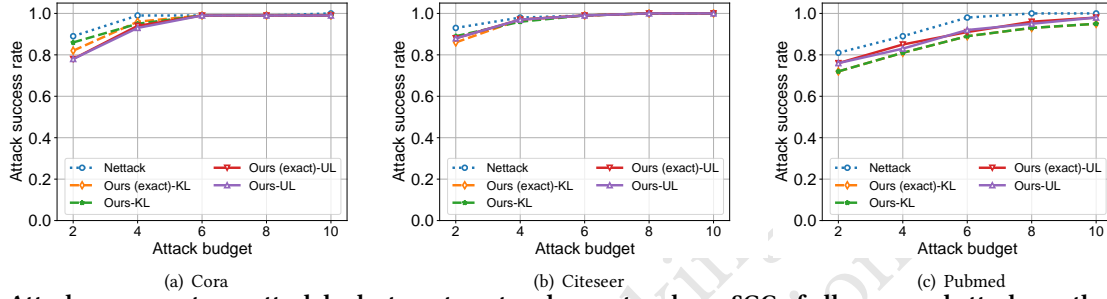 Attack success rate
1.0
0.8
0.6
0.4
0.2
0.0
Nettack
Ours (exact)-KL
Ours-KL
Ours (exact)-UL
Ours-UL
2 4 6 8 10
Attack budget
(a) Cora
Attack success rate
1.0
0.8
0.6
0.4
0.2
0.0
Nettack
Ours (exact)-KL
Ours-KL
Ours (exact)-UL
Ours-UL
2 4 6 8 10
Attack budget
(b) Citeseer
Attack success rate
1.0
0.8
0.6
0.4
0.2
0.0
Nettack
Ours (exact)-KL
Ours-KL
Ours (exact)-UL
Ours-UL
2 4 6 8 10
Attack budget
(c) Pubmed